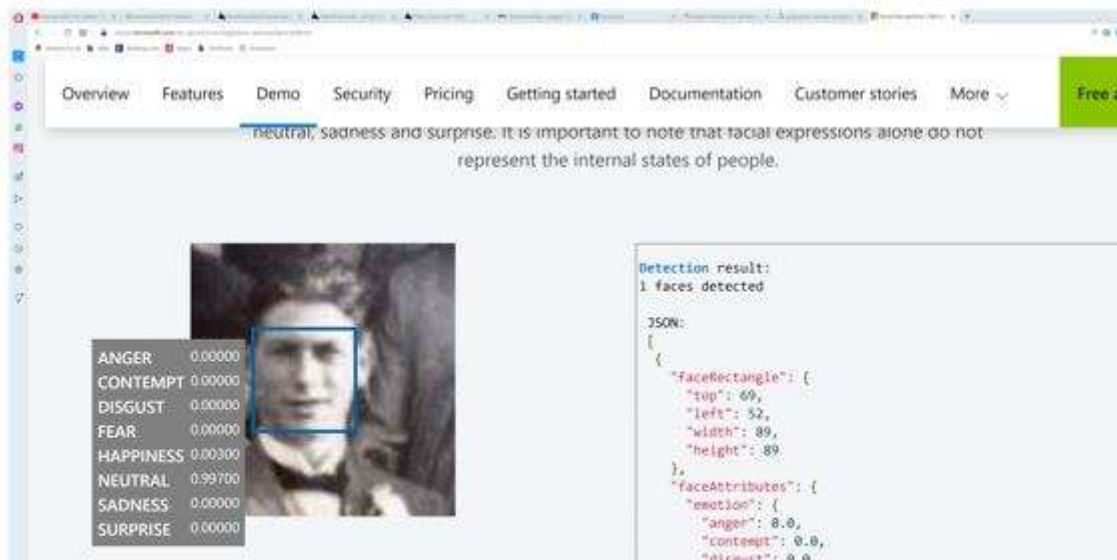 Overview Features Demo Security Pricing Getting started Documentation Customer stories More Free
neutral, sadness and surprise. It is important to note that facial expressions alone do not
represent the internal states of people.
ANGER 0.00000
CONTEMPT 0.00000
DISGUST 0.00000
FEAR 0.00000
HAPPINESS 0.00300
NEUTRAL 0.99700
SADNESS 0.00000
SURPRISE 0.00000
Detection result:
1 faces detected
JSON:
[
{
"faceRectangle": {
"top": 69,
"left": 52,
"width": 89,
"height": 89
},
"faceAttributes": {
"emotion": {
"anger": 0.0,
"contempt": 0.0,
"disgust": 0.0